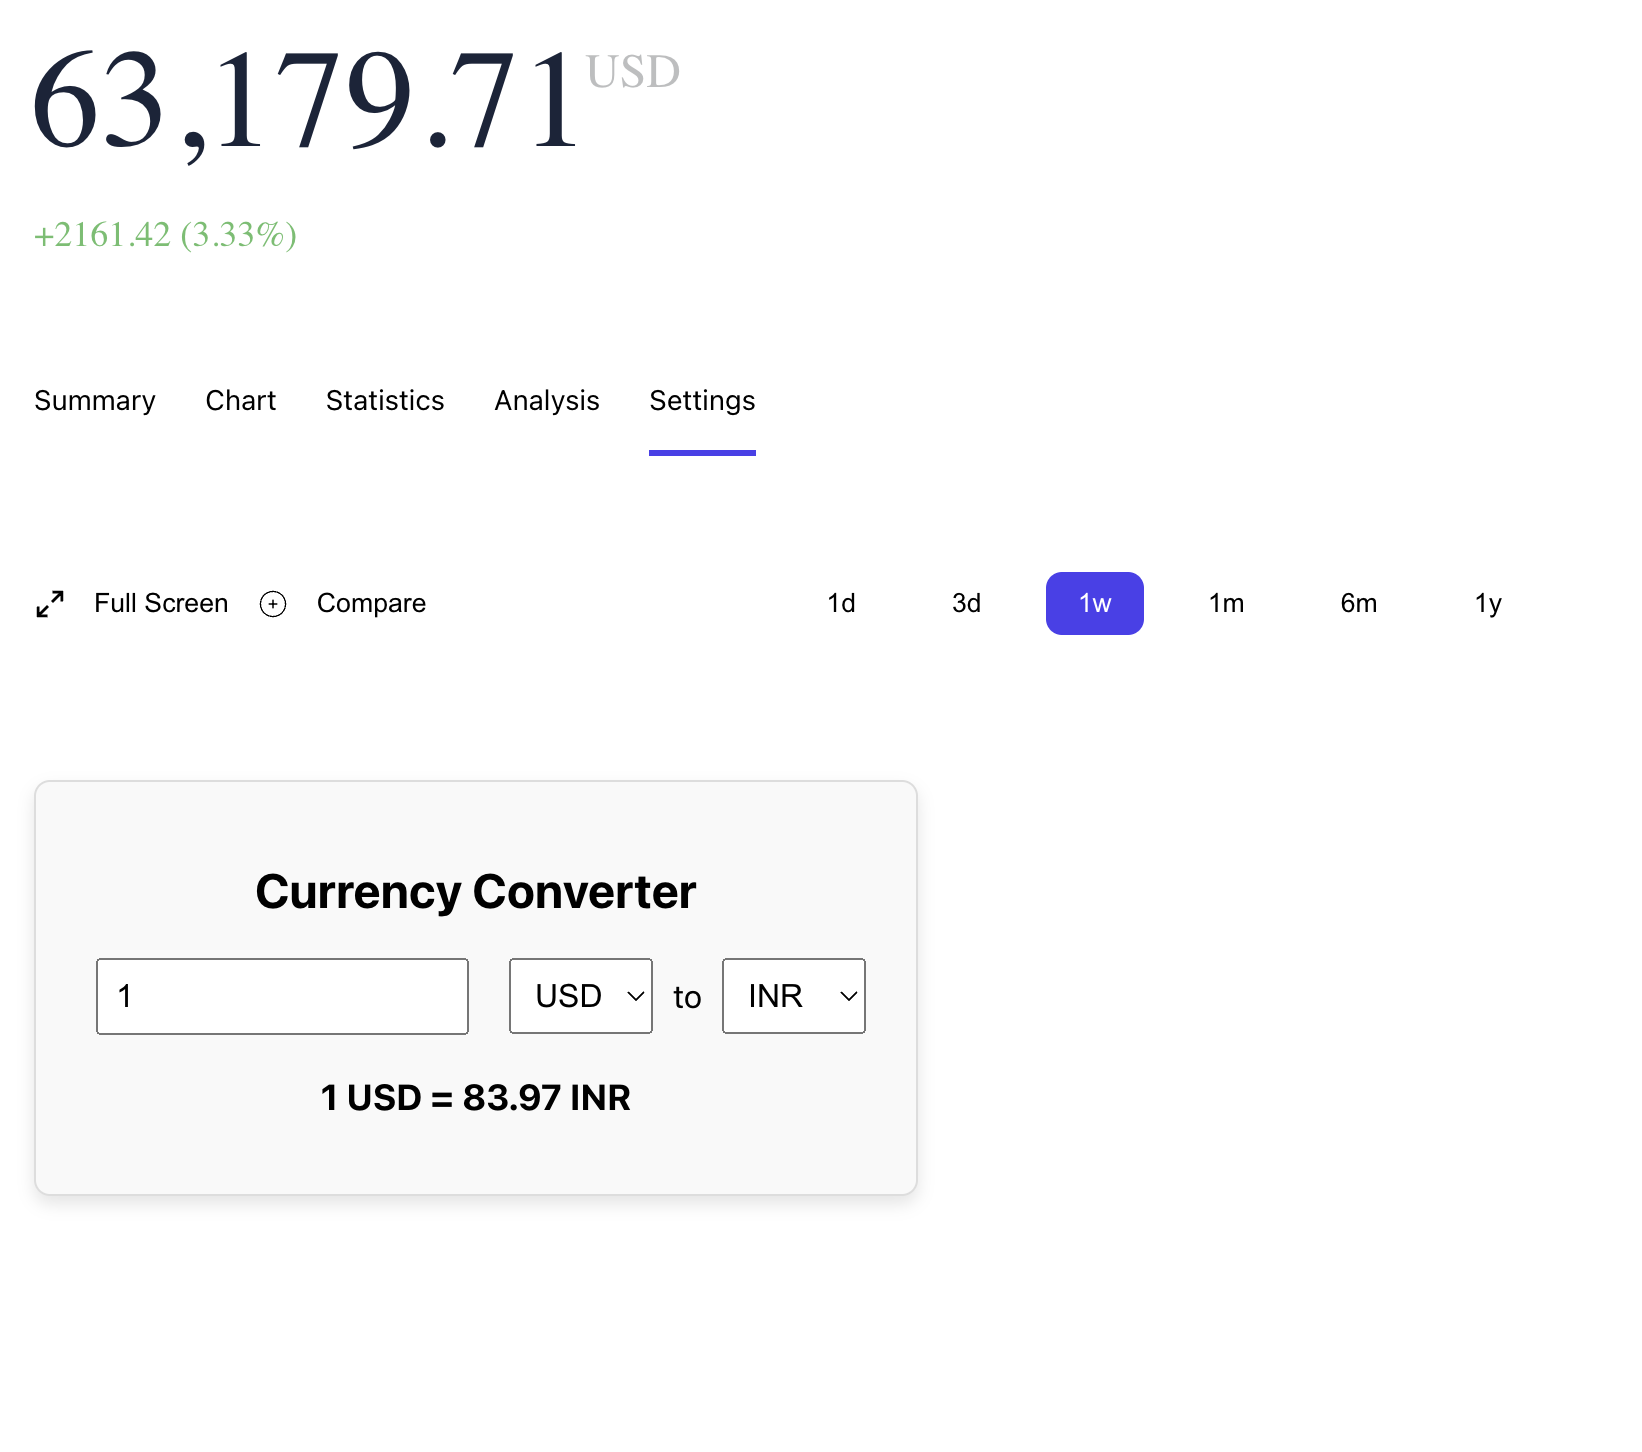 63,179.71 USD
+2161.42 (3.33%)
Summary Chart Statistics Analysis Settings
Full Screen Compare 1d 3d 1w 1m 6m 1y
Currency Converter
1 USD to INR
1 USD = 83.97 INR